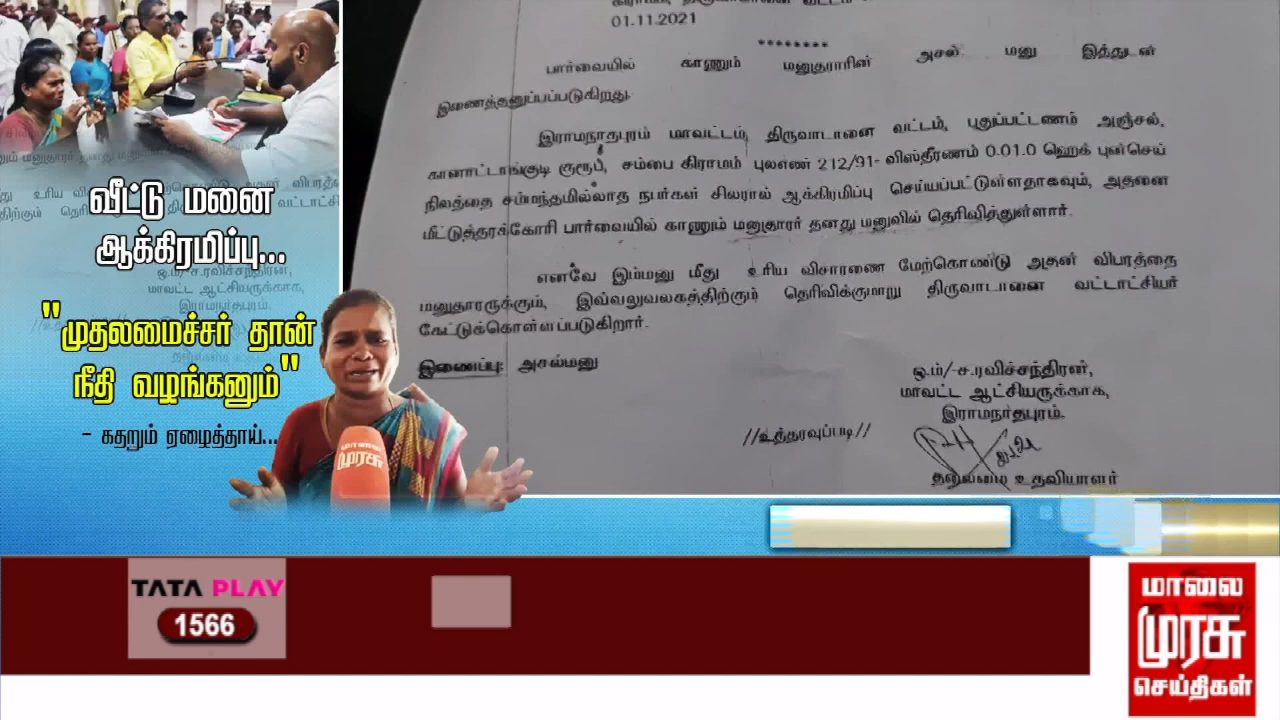 வீட்டு மனை
ஆக்கிரமிப்பு...
"முதலமைச்சர் தான்
நீதி வழங்கனும்"
- கதறும் ஏழைத்தாய்...
01.11.2021
********
பார்வையில் காணும் மனுதாரரின் அசல் மனு இத்துடன்
இணைத்தனுப்பப்படுகிறது.
இராமநாதபுரம் மாவட்டம், திருவாடானை வட்டம், புதுப்பட்டணம் அஞ்சல்,
கானாட்டாங்குடி குரூப், சம்பை கிராமம் புலஎண் 212/91- விஸ்தீரணம் 0.01.0 ஹெக் புன்செய்
நிலத்தை சம்மந்தமில்லாத நபர்கள் சிலரால் ஆக்கிரமிப்பு செய்யப்பட்டுள்ளதாகவும், அதனை
மீட்டுத்தரக்கோரி பார்வையில் காணும் மனுதாரர் தனது மனுவில் தெரிவித்துள்ளார்.
எனவே இம்மனு மீது உரிய விசாரணை மேற்கொண்டு அதன் விபரத்தை
மனுதாரருக்கும், இவ்வலுவலகத்திற்கும் தெரிவிக்குமாறு திருவாடானை வட்டாட்சியர்
கேட்டுக்கொள்ளப்படுகிறார்.
இணைப்பு: அசல்மனு
ஒ.ம்/-ச.ரவிச்சந்திரன்,
மாவட்ட ஆட்சியருக்காக,
இராமநாதபுரம்.
//உத்தரவுப்படி//
தலைமை உதவியாளர்
முரசு
TATA PLAY
1566
மாலை
முரசு
செய்திகள்